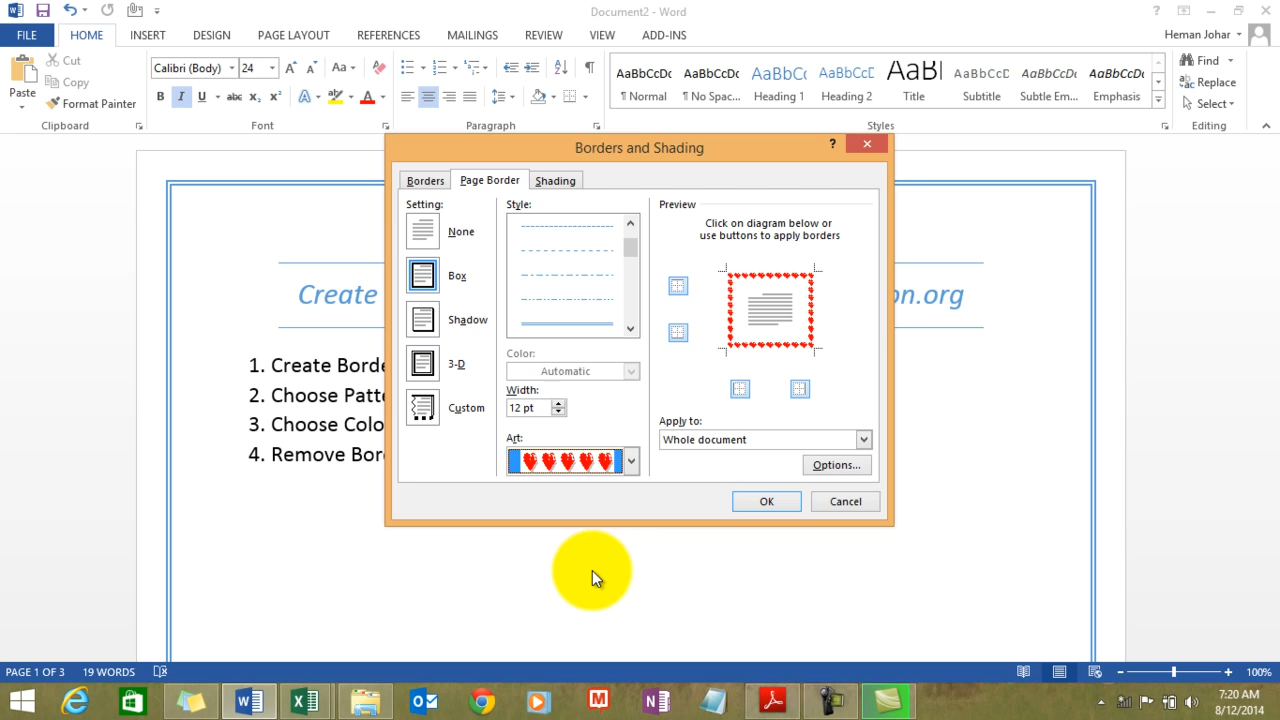 Document2 - Word
FILE HOME INSERT DESIGN PAGE LAYOUT REFERENCES MAILINGS REVIEW VIEW ADD-INS Heman Johar
Paste
Cut
Copy
Format Painter
Calibri (Body) 24
Aa
B I U abc x₂ x² A A
AaBbCcDc AaBbCcDc AaBbCc AaBbCcC AaBl AaBbCcC AaBbCcDc AaBbCcDc
¶ Normal ¶ No Spac... Heading 1 Heading 2 Title Subtitle Subtle Em... Emphasis
Find
Replace
Select
Clipboard Font Paragraph Styles Editing
Borders and Shading
Borders Page Border Shading
Setting:
None
Box
Shadow
3-D
Custom
Style:
Color:
Automatic
Width:
12 pt
Art:
Preview
Click on diagram below or
use buttons to apply borders
Apply to:
Whole document
Options...
OK Cancel
Create on.org
1. Create Borde
2. Choose Patte
3. Choose Colo
4. Remove Bor
PAGE 1 OF 3 19 WORDS 100%
7:20 AM
8/12/2014